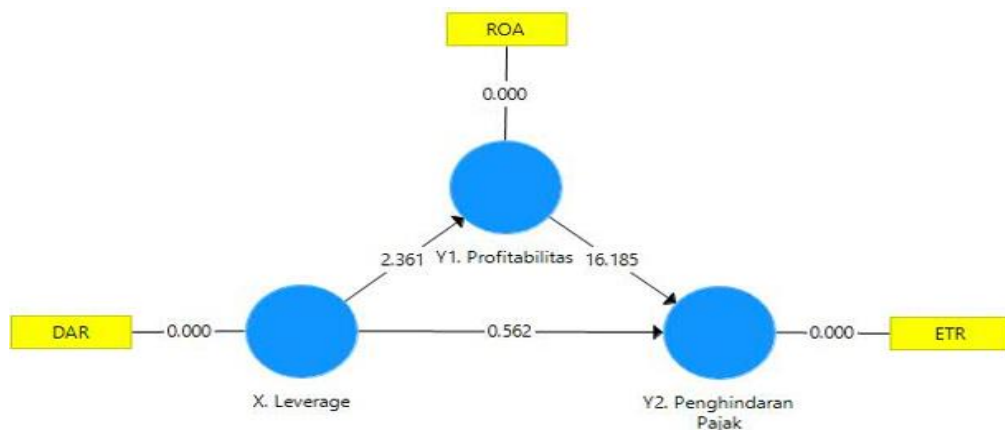 ROA
0.000
2.361
Y1. Profitabilitas
16.185
DAR
0.000
0.562
0.000
ETR
X. Leverage
Y2. Penghindaran
Pajak